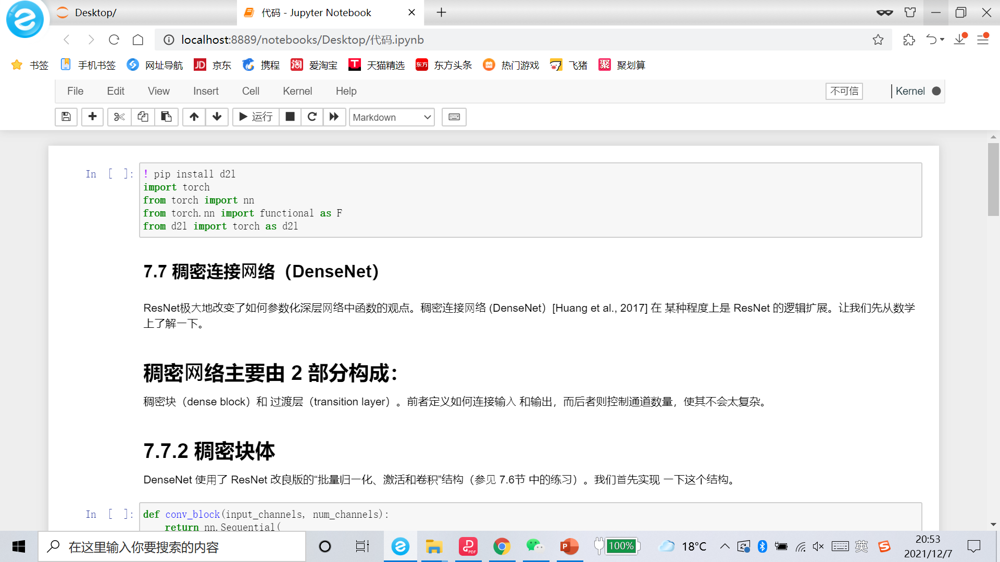 Desktop/
代码 - Jupyter Notebook
localhost:8889/notebooks/Desktop/代码.ipynb
书签 手机书签 网址导航 JD 京东 携程 淘 爱淘宝 T 天猫精选 东方 东方头条 热门游戏 飞猪 聚 聚划算
File Edit View Insert Cell Kernel Help 不可信 Kernel
运行 Markdown
In [ ]:
! pip install d2l
import torch
from torch import nn
from torch.nn import functional as F
from d2l import torch as d2l
7.7 稠密连接网络（DenseNet）
ResNet极大地改变了如何参数化深层网络中函数的观点。稠密连接网络 (DenseNet）[Huang et al., 2017] 在 某种程度上是 ResNet 的逻辑扩展。让我们先从数学
上了解一下。
稠密网络主要由 2 部分构成：
稠密块（dense block）和 过渡层（transition layer）。前者定义如何连接输入 和输出，而后者则控制通道数量，使其不会太复杂。
7.7.2 稠密块体
DenseNet 使用了 ResNet 改良版的“批量归一化、激活和卷积”结构（参见 7.6节 中的练习）。我们首先实现 一下这个结构。
In [ ]:
def conv_block(input_channels, num_channels):
return nn.Sequential(
在这里输入你要搜索的内容
PDF
P
100%
18°C
英
20:53
2021/12/7